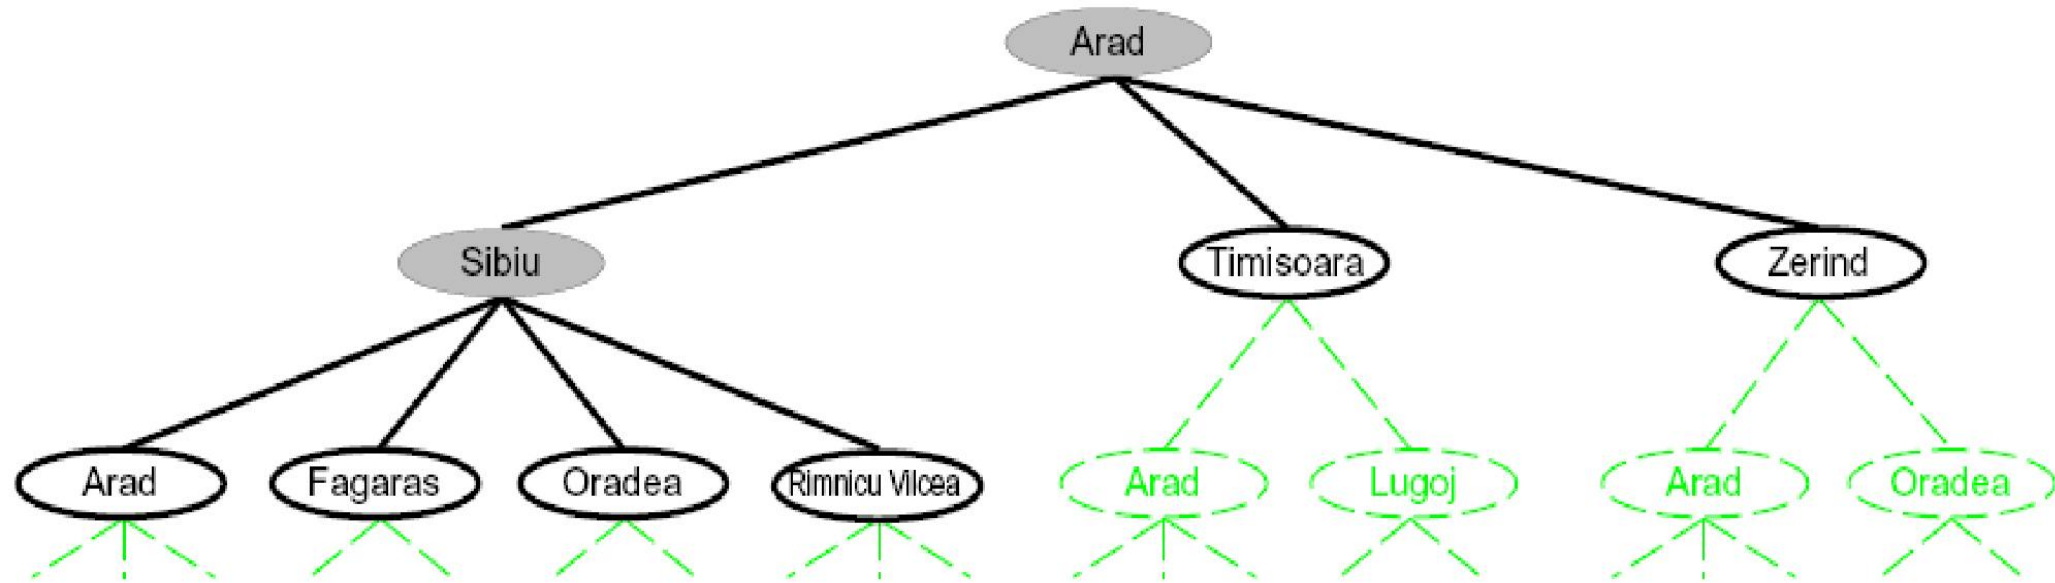 Arad
Sibiu
Timisoara
Zerind
Arad
Fagaras
Oradea
Rimnicu Vilcea
Arad
Lugoj
Arad
Oradea